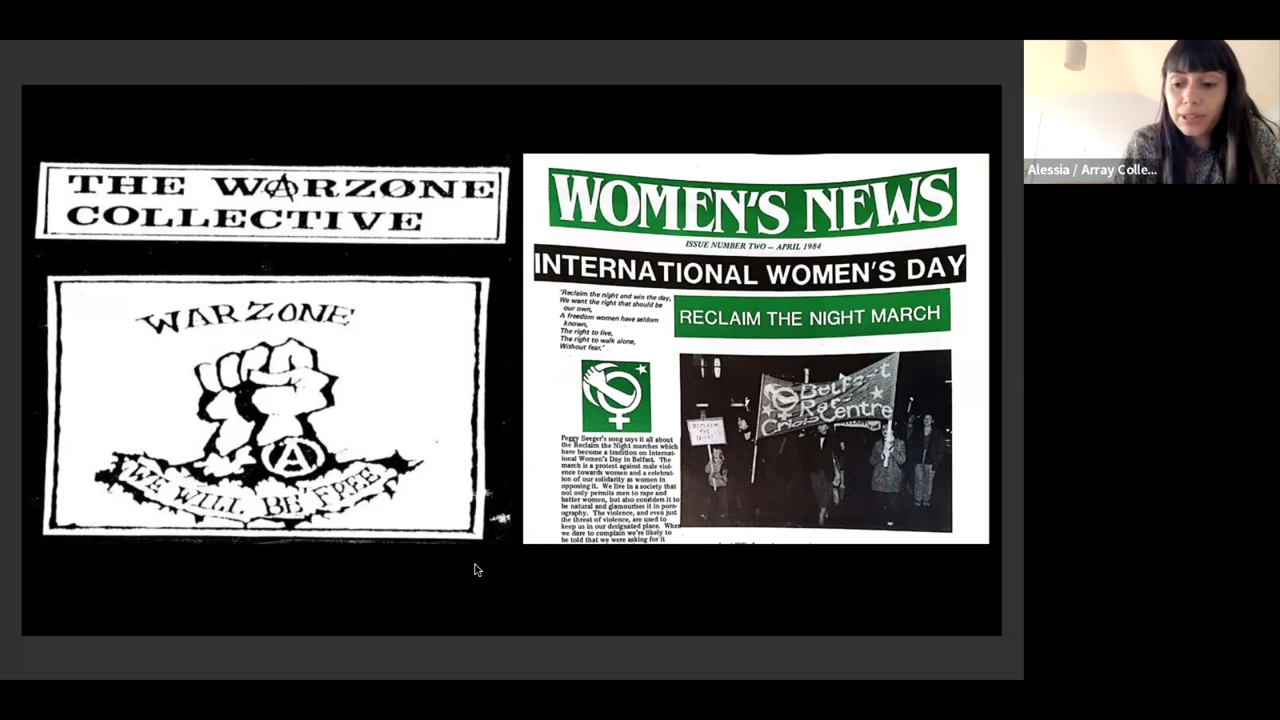 THE WARZONE
COLLECTIVE
WARZONE
A
WE WILL BE FREE
WOMEN'S NEWS
ISSUE NUMBER TWO — APRIL 1984
INTERNATIONAL WOMEN'S DAY
"Reclaim the night and win the day,
We want the right that should be
our own,
A freedom women have seldom
known,
The right to live,
The right to walk alone,
Without fear."
RECLAIM THE NIGHT MARCH
Peggy Seeger's song says it all about
the Reclaim the Night marches which
have become a tradition on Internat-
ional Women's Day in Belfast. The
march is a protest against male viol-
ence towards women and a celebrat-
ion of our solidarity as women in
opposing it. We live in a society that
not only permits men to rape and
batter women, but also considers it to
be natural and glamourises it in porn-
ography. The violence, and even just
the threat of violence, are used to
keep us in our designated place. When
we dare to complain we're likely to
be told that we were asking for it
Belfast
Rape
Crisis Centre
RECLAIM
THE
NIGHT
Alessia / Array Colle...